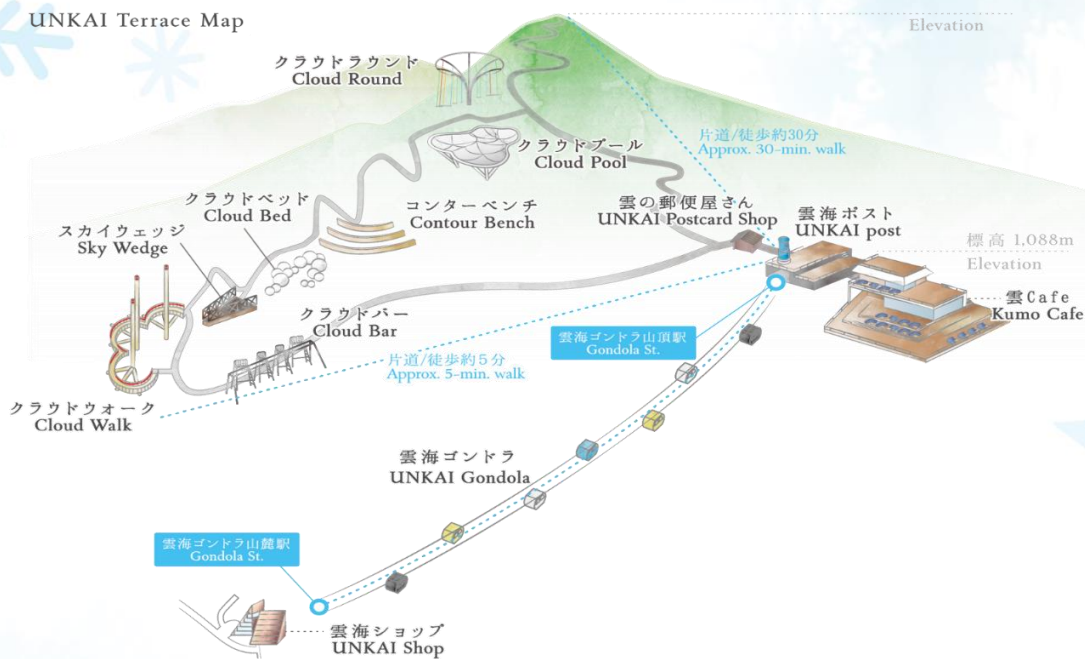 UNKAI Terrace Map
Elevation
クラウドラウンド
Cloud Round
クラウドプール
Cloud Pool
片道/徒歩約30分
Approx. 30-min. walk
クラウドベッド
Cloud Bed
コンターベンチ
Contour Bench
雲の郵便屋さん
UNKAI Postcard Shop
雲海ポスト
UNKAI post
スカイウェッジ
Sky Wedge
標高 1,088m
Elevation
雲Cafe
Kumo Cafe
クラウドバー
Cloud Bar
雲海ゴンドラ山頂駅
Gondola St.
片道/徒歩約5分
Approx. 5-min. walk
クラウドウォーク
Cloud Walk
雲海ゴンドラ
UNKAI Gondola
雲海ゴンドラ山麓駅
Gondola St.
雲海ショップ
UNKAI Shop